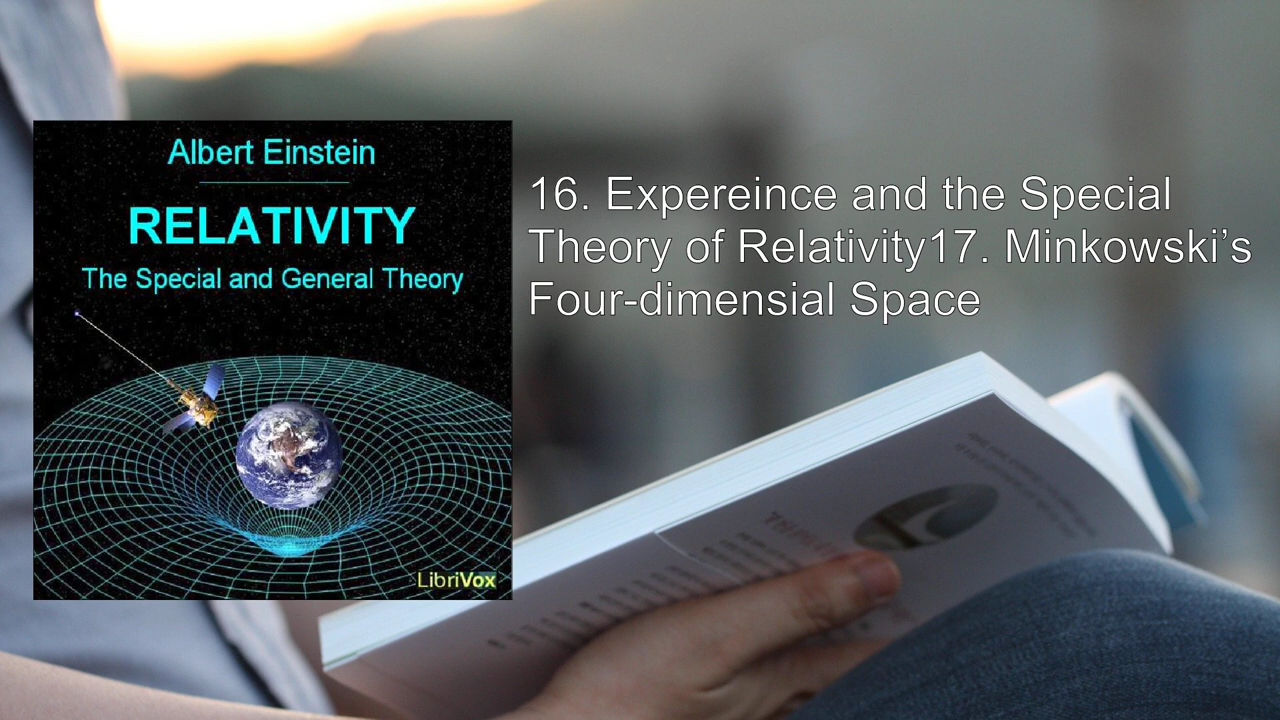 Albert Einstein
RELATIVITY
The Special and General Theory
LibriVox
16. Expereince and the Special
Theory of Relativity17. Minkowski’s
Four-dimensial Space